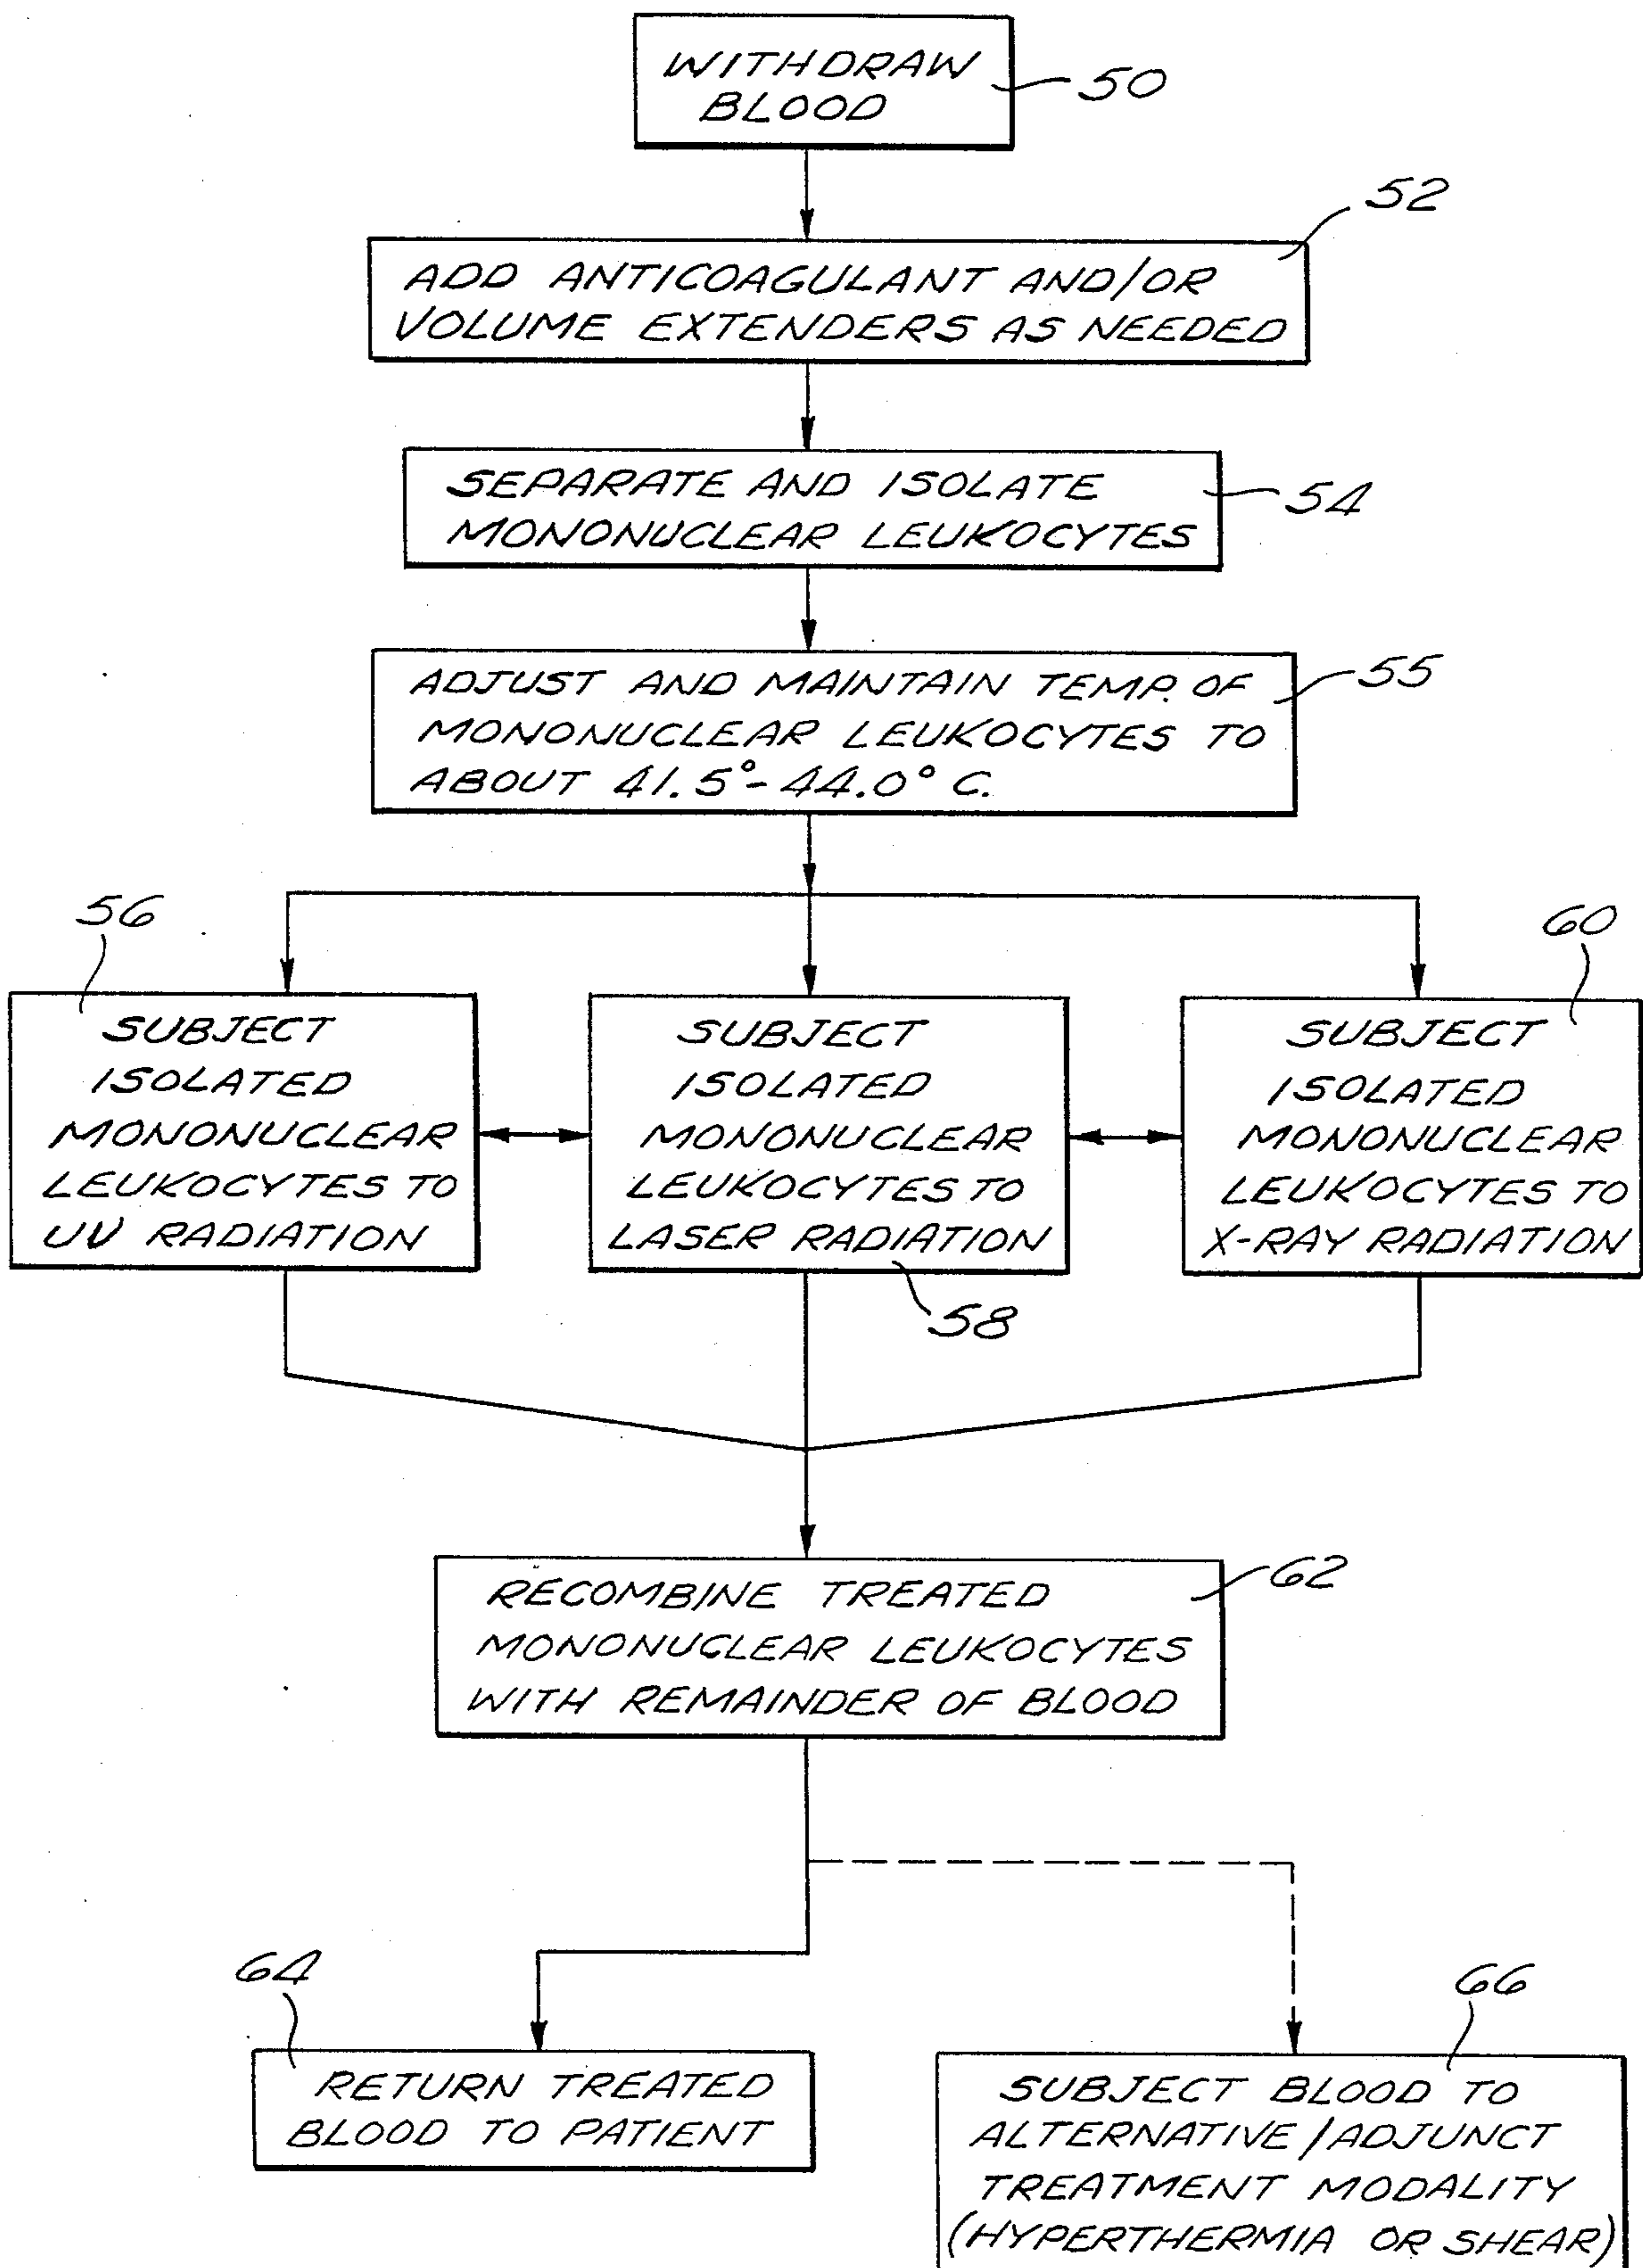 WITHDRAW
BLOOD
50
52
ADD ANTICOAGULANT AND/OR
VOLUME EXTENDERS AS NEEDED
SEPARATE AND ISOLATE
MONONUCLEAR LEUKOCYTES
54
ADJUST AND MAINTAIN TEMP. OF
MONONUCLEAR LEUKOCYTES TO
ABOUT 41.5°-44.0° C.
55
56
SUBJECT
ISOLATED
MONONUCLEAR
LEUKOCYTES TO
UV RADIATION
SUBJECT
ISOLATED
MONONUCLEAR
LEUKOCYTES TO
LASER RADIATION
58
60
SUBJECT
ISOLATED
MONONUCLEAR
LEUKOCYTES TO
X-RAY RADIATION
RECOMBINE TREATED
MONONUCLEAR LEUKOCYTES
WITH REMAINDER OF BLOOD
62
64
RETURN TREATED
BLOOD TO PATIENT
66
SUBJECT BLOOD TO
ALTERNATIVE/ADJUNCT
TREATMENT MODALITY
(HYPERTHERMIA OR SHEAR)